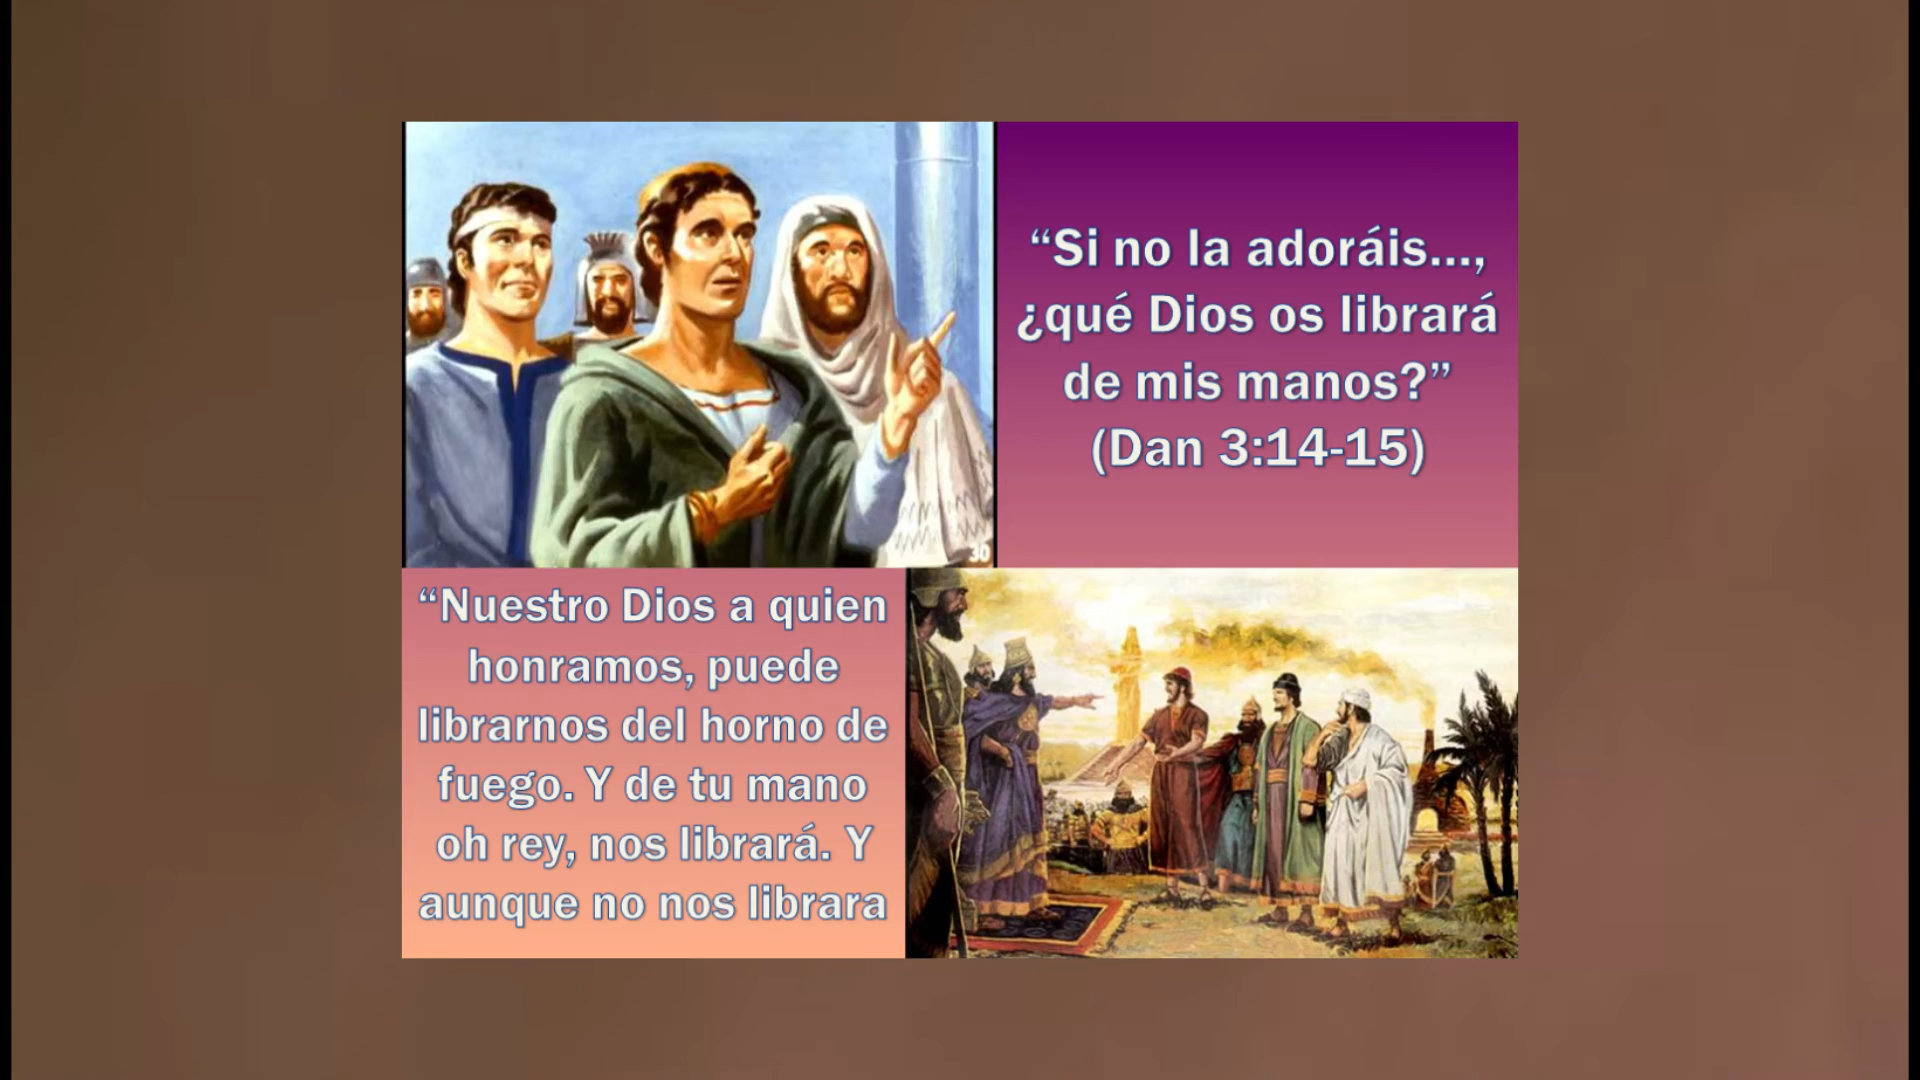 “Si no la adoráis...,
¿qué Dios os librará
de mis manos?”
(Dan 3:14-15)
30
“Nuestro Dios a quien
honramos, puede
librarnos del horno de
fuego. Y de tu mano
oh rey, nos librará. Y
aunque no nos librara